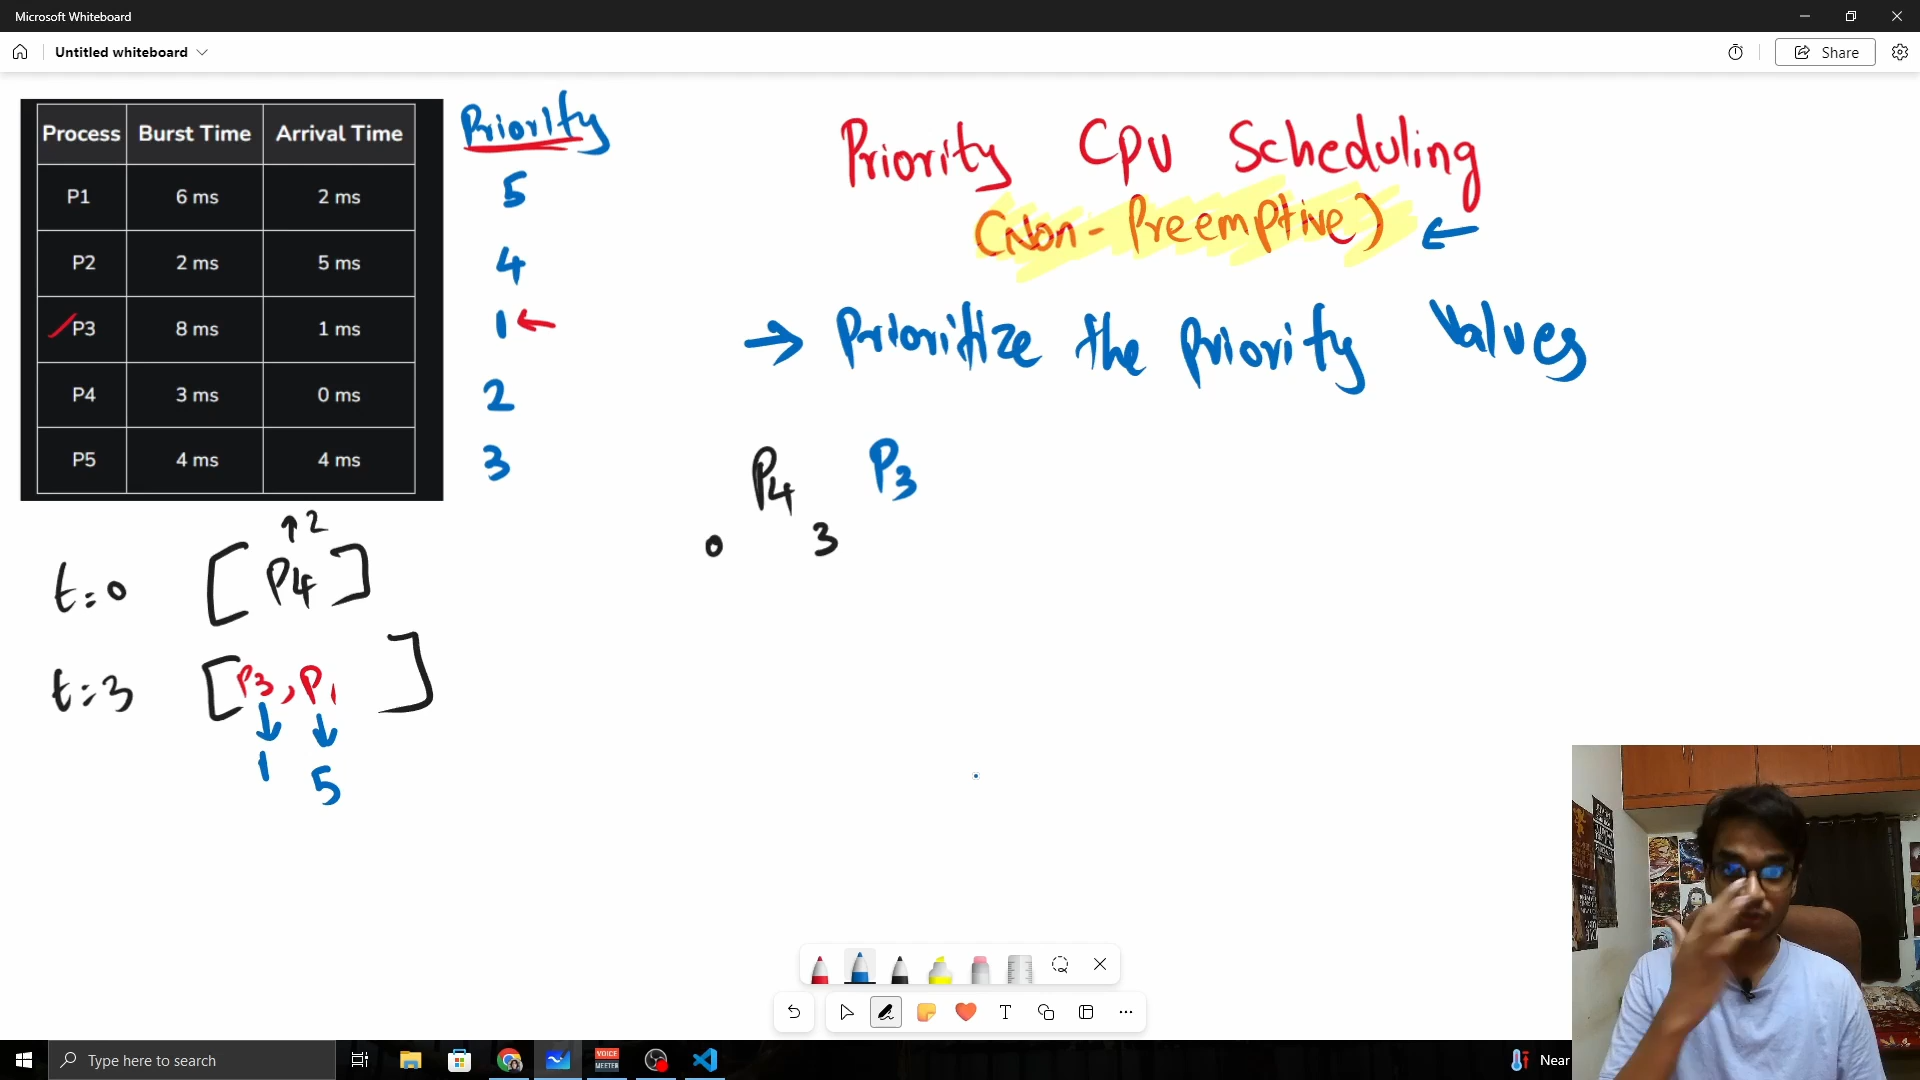 Microsoft Whiteboard
Untitled whiteboard
Share
Process Burst Time Arrival Time Priority
P1 6 ms 2 ms 5
P2 2 ms 5 ms 4
P3 8 ms 1 ms 1
P4 3 ms 0 ms 2
P5 4 ms 4 ms 3
Priority CPU Scheduling
(Non-Preemptive)
Prioritize the priority values
P4 P3
0 3
2
t=0 [P4]
t=3 [P3, P1 ]
1 5
VOICE
MEETER
Type here to search
Near